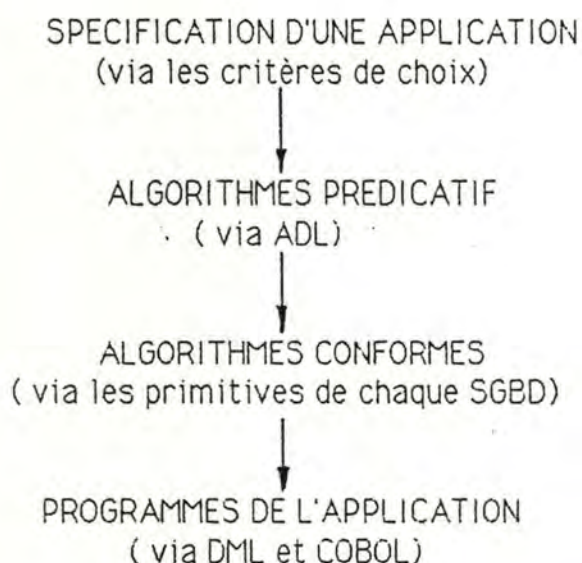 SPECIFICATION D'UNE APPLICATION
(via les critères de choix)
ALGORITHMES PREDICATIF
( via ADL)
ALGORITHMES CONFORMES
( via les primitives de chaque SGBD)
PROGRAMMES DE L'APPLICATION
( via DML et COBOL)